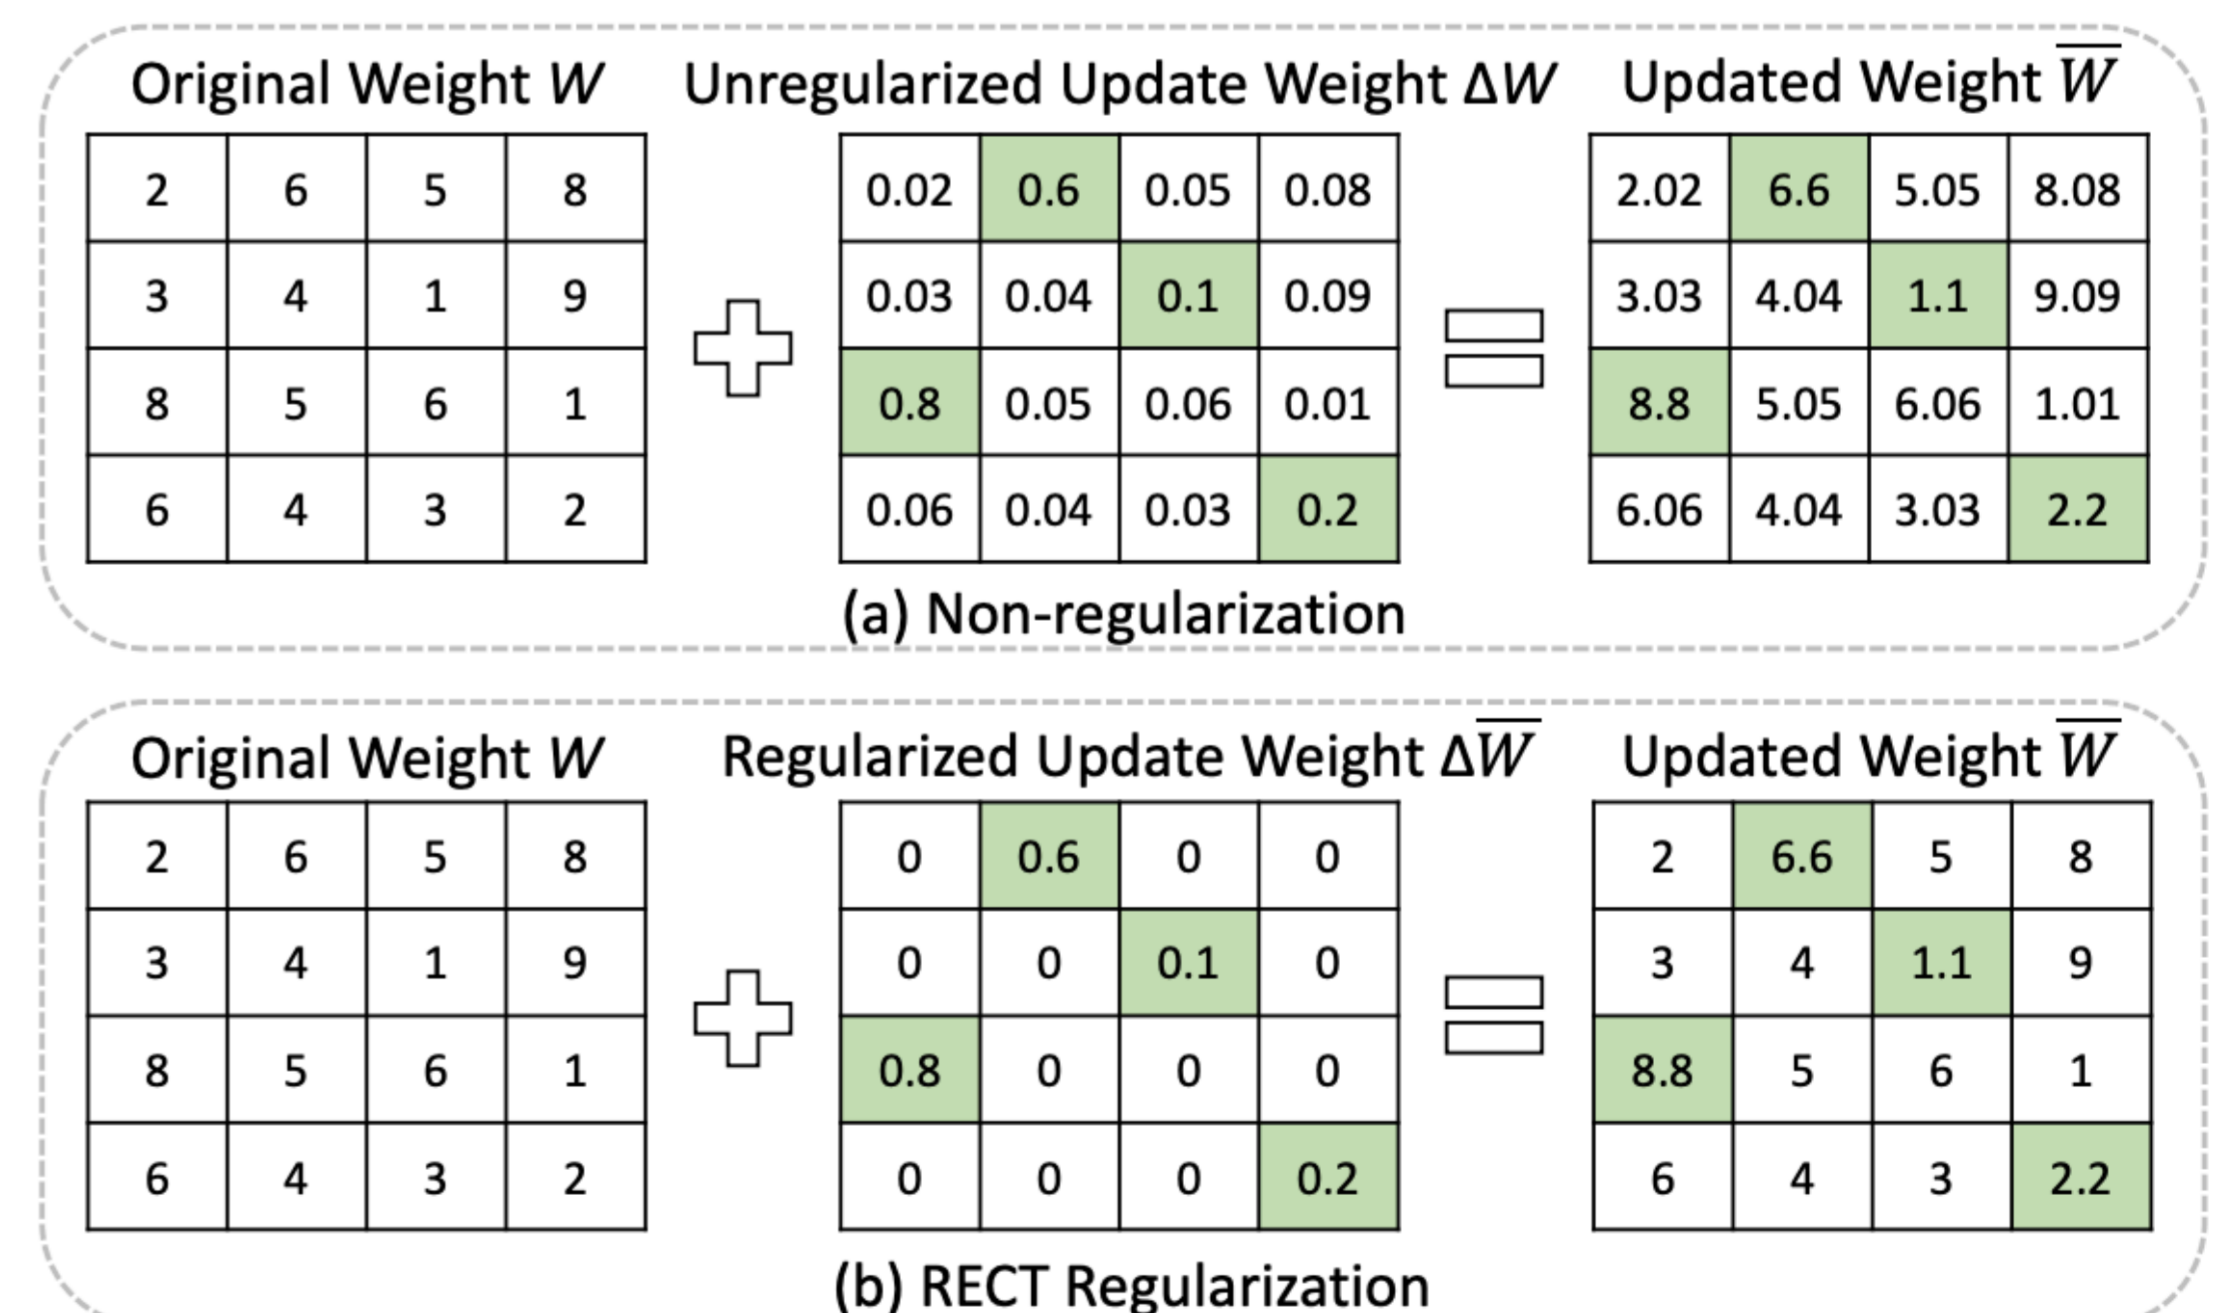 Original Weight W Unregularized Update Weight ΔW Updated Weight W̅
2 6 5 8 0.02 0.6 0.05 0.08 2.02 6.6 5.05 8.08
3 4 1 9 0.03 0.04 0.1 0.09 3.03 4.04 1.1 9.09
8 5 6 1 0.8 0.05 0.06 0.01 8.8 5.05 6.06 1.01
6 4 3 2 0.06 0.04 0.03 0.2 6.06 4.04 3.03 2.2
(a) Non-regularization
Original Weight W Regularized Update Weight ΔW̅ Updated Weight W̅
2 6 5 8 0 0.6 0 0 2 6.6 5 8
3 4 1 9 0 0 0.1 0 3 4 1.1 9
8 5 6 1 0.8 0 0 0 8.8 5 6 1
6 4 3 2 0 0 0 0.2 6 4 3 2.2
(b) RECT Regularization